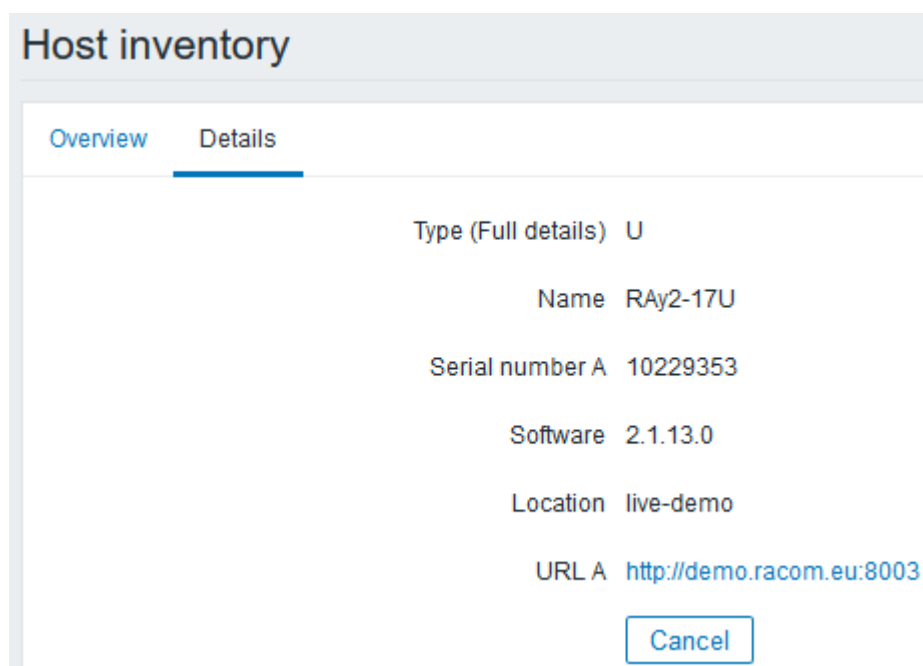 Host inventory
Overview Details
Type (Full details) U
Name RAy2-17U
Serial number A 10229353
Software 2.1.13.0
Location live-demo
URL A http://demo.racom.eu:8003
Cancel